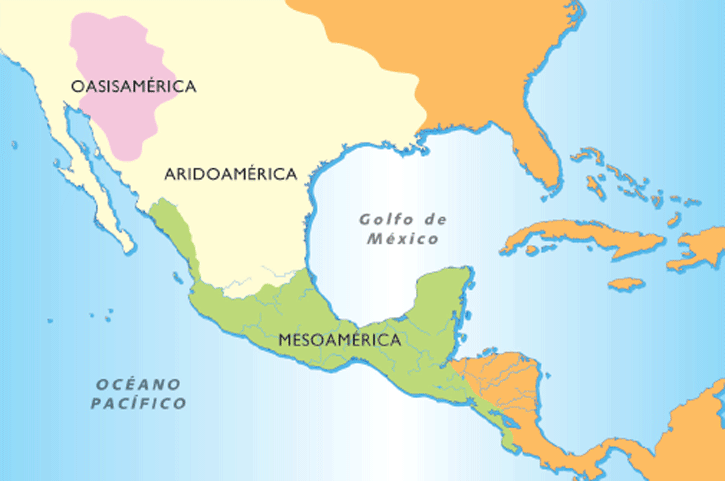 OASISAMÉRICA
ARIDOAMÉRICA
Golfo de
México
MESOAMÉRICA
OCÉANO
PACÍFICO